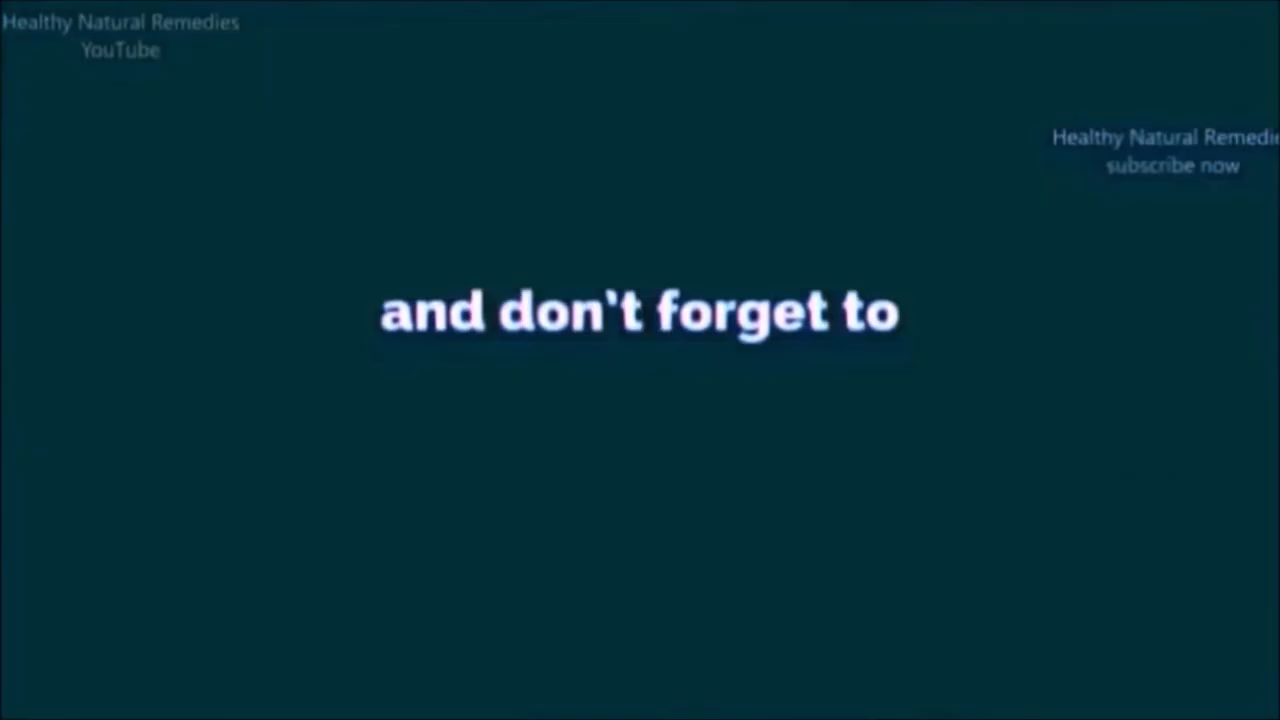 Healthy Natural Remedies
YouTube
Healthy Natural Remedie
subscribe now
and don't forget to